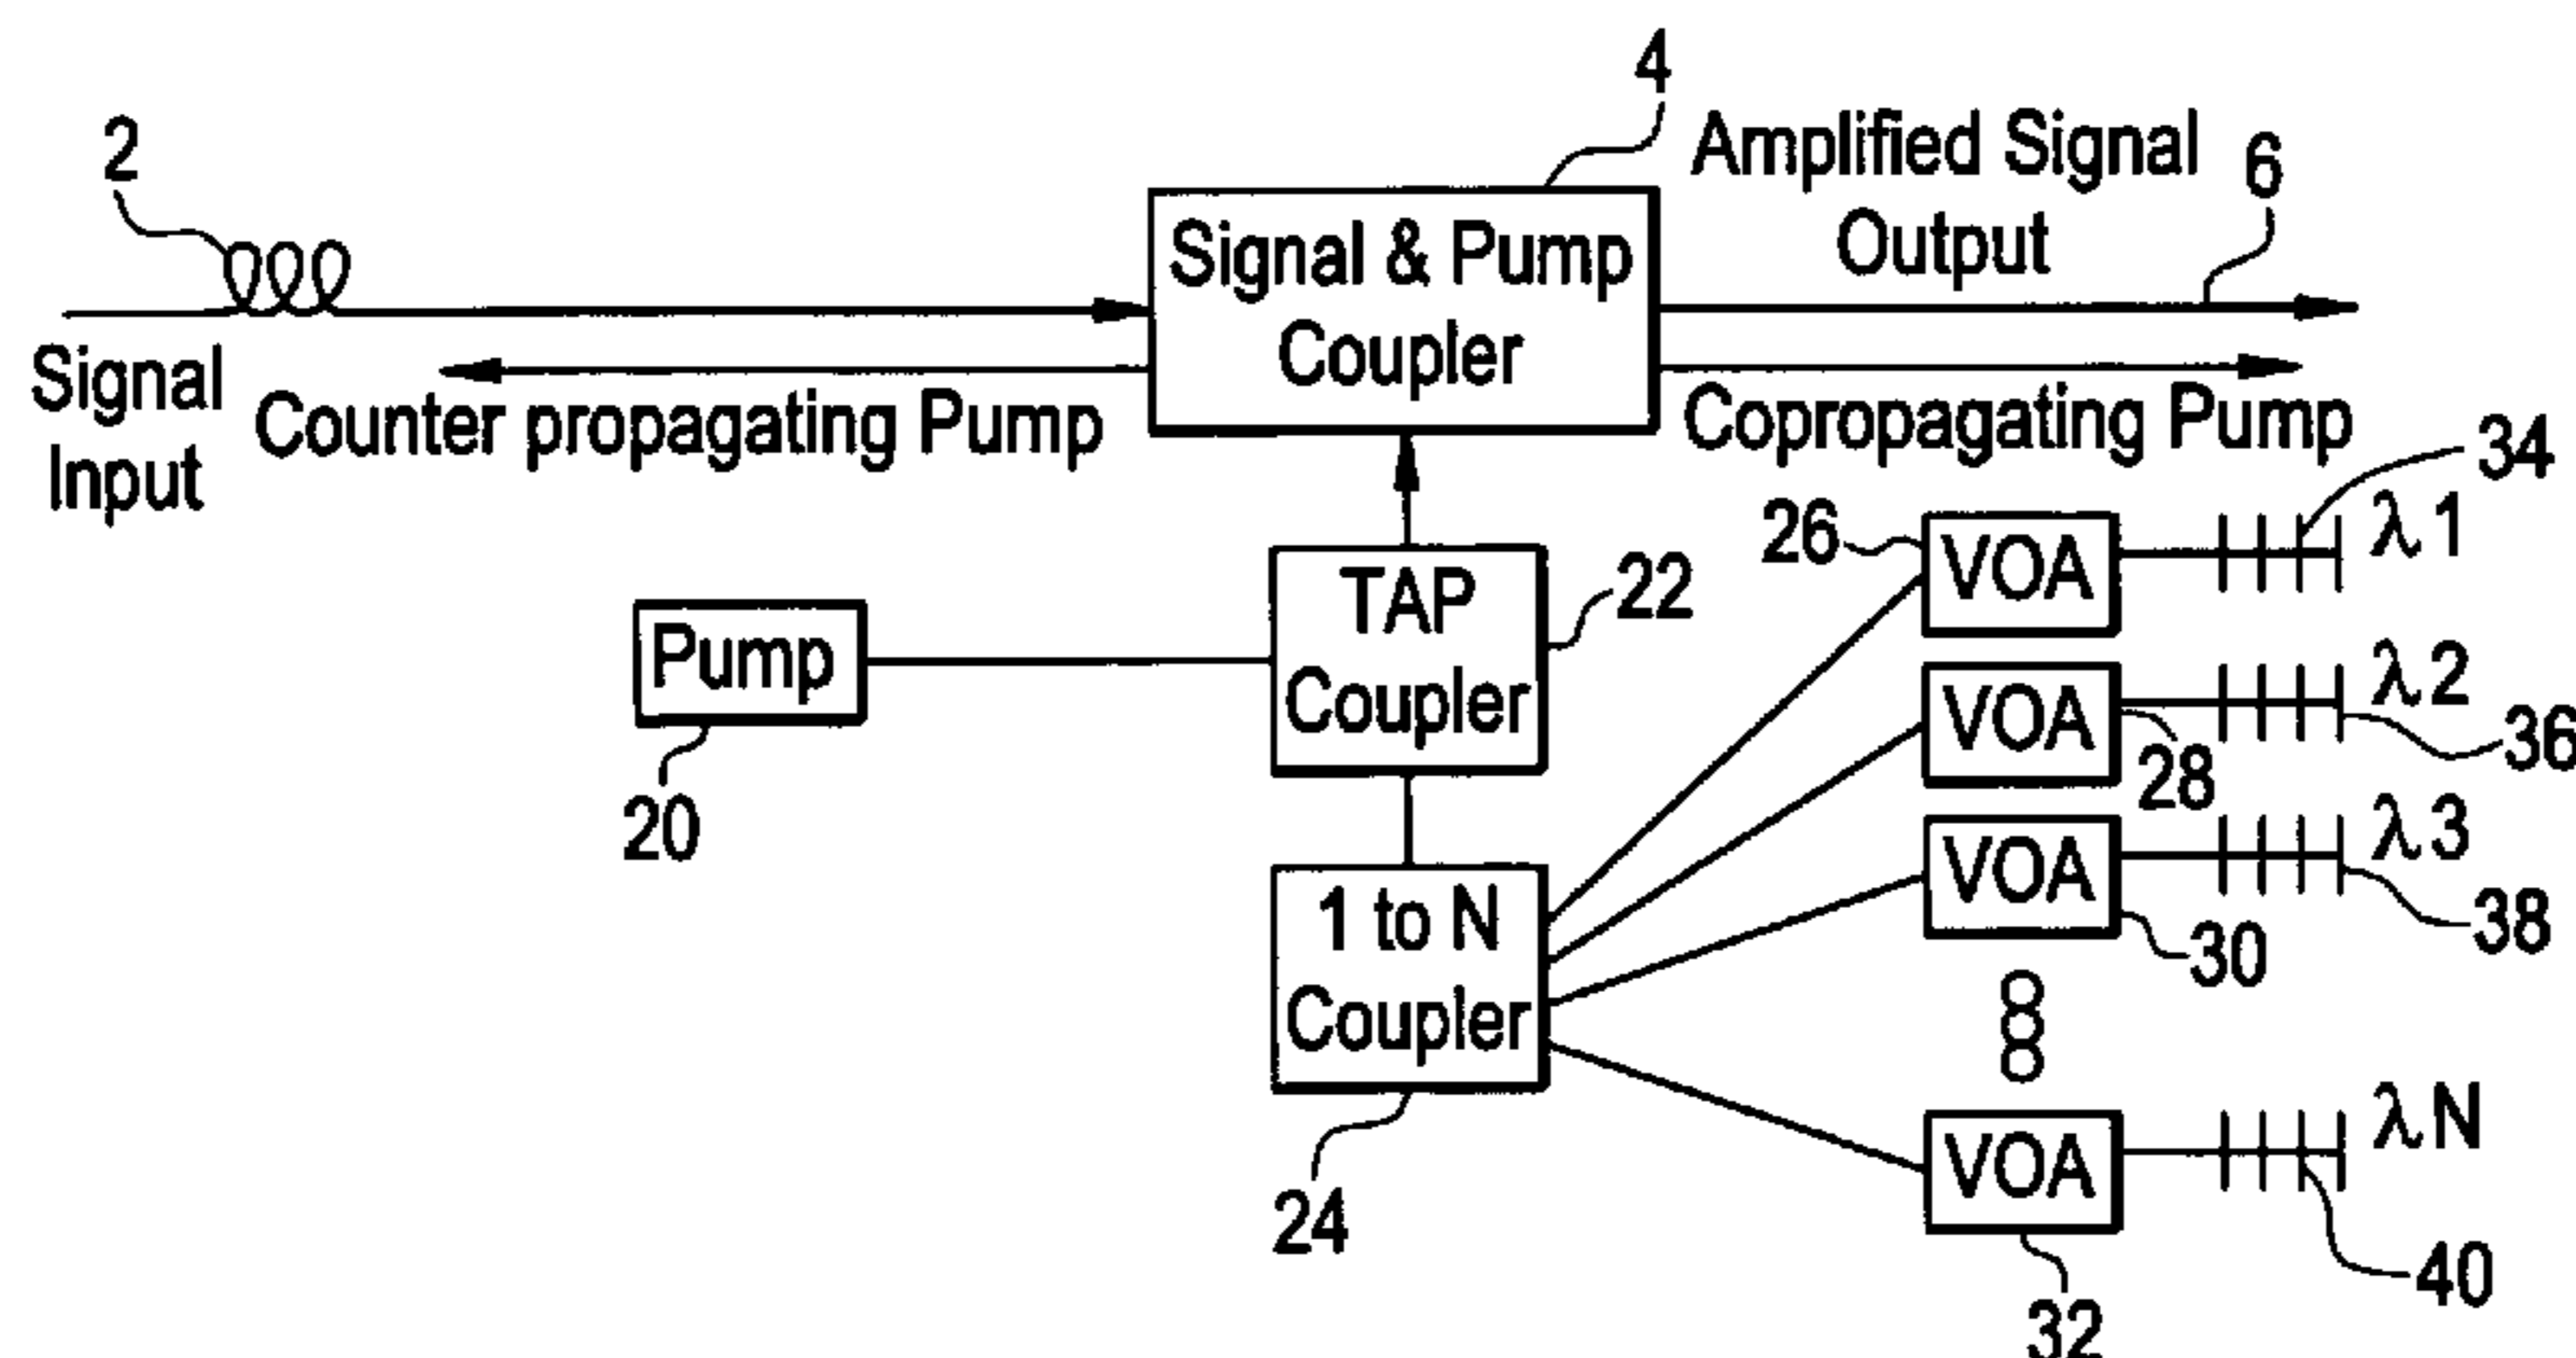 4
2
Amplified Signal
Output
6
Signal & Pump
Coupler
Signal
Input
Counter propagating Pump
Copropagating Pump
34
λ1
26
VOA
TAP
Coupler
22
Pump
20
λ2
VOA
36
28
λ3
VOA
38
30
1 to N
Coupler
24
λN
VOA
40
32